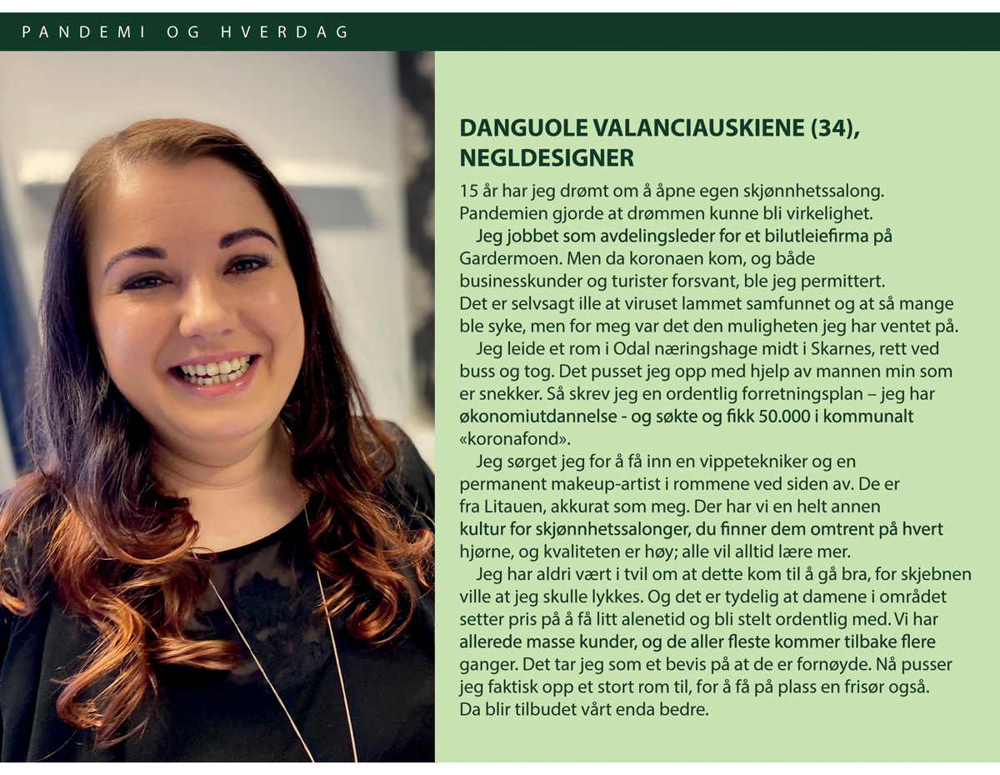 PANDEMI OG HVERDAG
DANGUOLE VALANCIAUSKIENE (34),
NEGLDESIGNER
15 år har jeg drømt om å åpne egen skjønnhetssalong.
Pandemien gjorde at drømmen kunne bli virkelighet.
Jeg jobbet som avdelingsleder for et bilutleiefirma på
Gardermoen. Men da koronaen kom, og både
businesskunder og turister forsvant, ble jeg permittert.
Det er selvsagt ille at viruset lammet samfunnet og at så mange
ble syke, men for meg var det den muligheten jeg har ventet på.
Jeg leide et rom i Odal næringshage midt i Skarnes, rett ved
buss og tog. Det pusset jeg opp med hjelp av mannen min som
er snekker. Så skrev jeg en ordentlig forretningsplan – jeg har
økonomiutdannelse - og søkte og fikk 50.000 i kommunalt
«koronafond».
Jeg sørget jeg for å få inn en vippetekniker og en
permanent makeup-artist i rommene ved siden av. De er
fra Litauen, akkurat som meg. Der har vi en helt annen
kultur for skjønnhetssalonger, du finner dem omtrent på hvert
hjørne, og kvaliteten er høy; alle vil alltid lære mer.
Jeg har aldri vært i tvil om at dette kom til å gå bra, for skjebnen
ville at jeg skulle lykkes. Og det er tydelig at damene i området
setter pris på å få litt alenetid og bli stelt ordentlig med. Vi har
allerede masse kunder, og de aller fleste kommer tilbake flere
ganger. Det tar jeg som et bevis på at de er fornøyde. Nå pusser
jeg faktisk opp et stort rom til, for å få på plass en frisør også.
Da blir tilbudet vårt enda bedre.